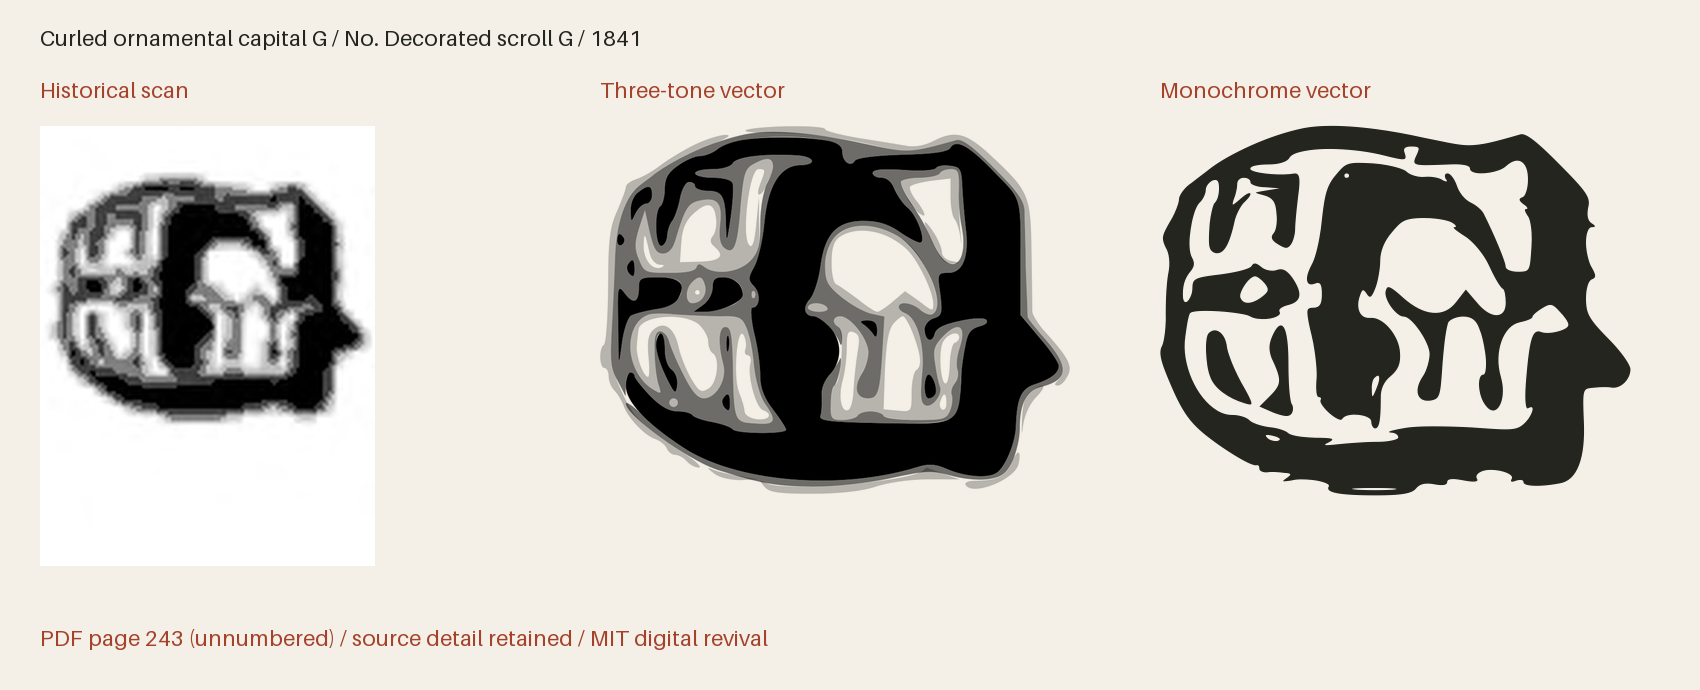 Curled ornamental capital G / No. Decorated scroll G / 1841
Historical scan
Three-tone vector
Monochrome vector
PDF page 243 (unnumbered) / source detail retained / MIT digital revival